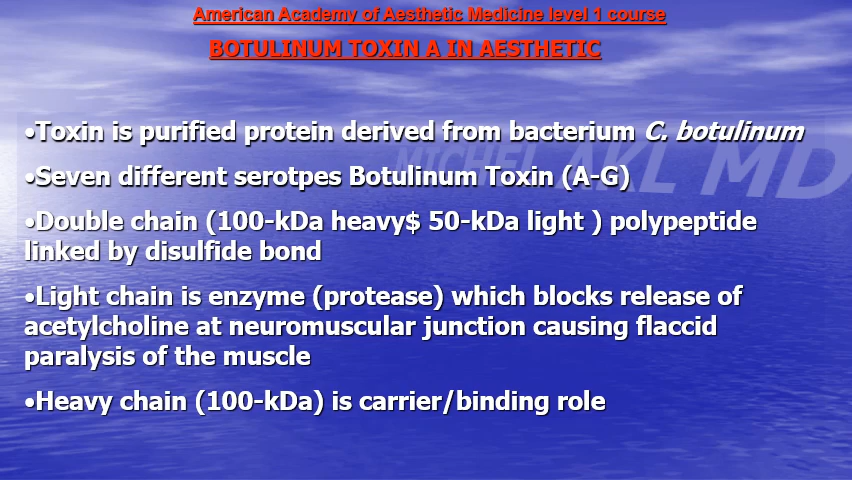 American Academy of Aesthetic Medicine level 1 course
BOTULINUM TOXIN A IN AESTHETIC
•Toxin is purified protein derived from bacterium C. botulinum
•Seven different serotpes Botulinum Toxin (A-G)
•Double chain (100-kDa heavy$ 50-kDa light ) polypeptide
linked by disulfide bond
•Light chain is enzyme (protease) which blocks release of
acetylcholine at neuromuscular junction causing flaccid
paralysis of the muscle
•Heavy chain (100-kDa) is carrier/binding role
AKL MD